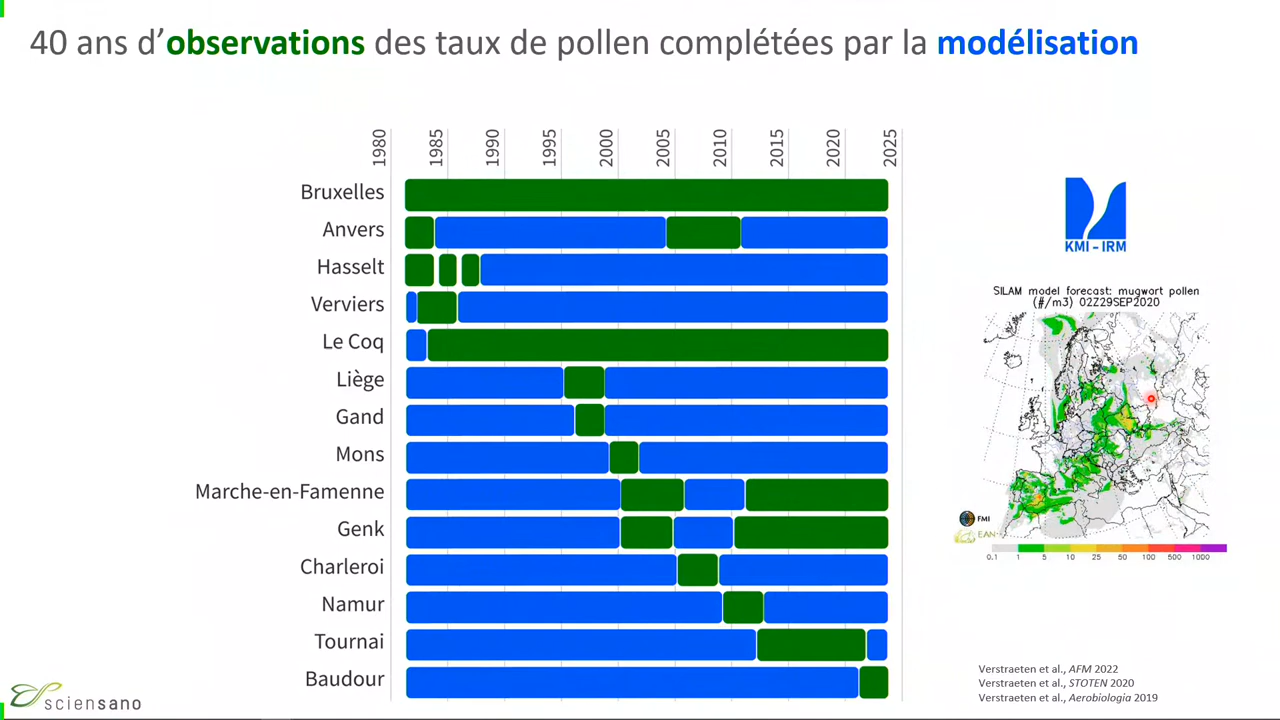 40 ans d’observations des taux de pollen complétées par la modélisation
1980
1985
1990
1995
2000
2005
2010
2015
2020
2025
Bruxelles
Anvers
Hasselt
Verviers
Le Coq
Liège
Gand
Mons
Marche-en-Famenne
Genk
Charleroi
Namur
Tournai
Baudour
KMI - IRM
SILAM model forecast: mugwort pollen
(#/m3) 02Z29SEP2020
FMI
EAN
0.1 1 5 10 25 50 100 500 1000
Verstraeten et al., AFM 2022
Verstraeten et al., STOTEN 2020
Verstraeten et al., Aerobiologia 2019
sciensano